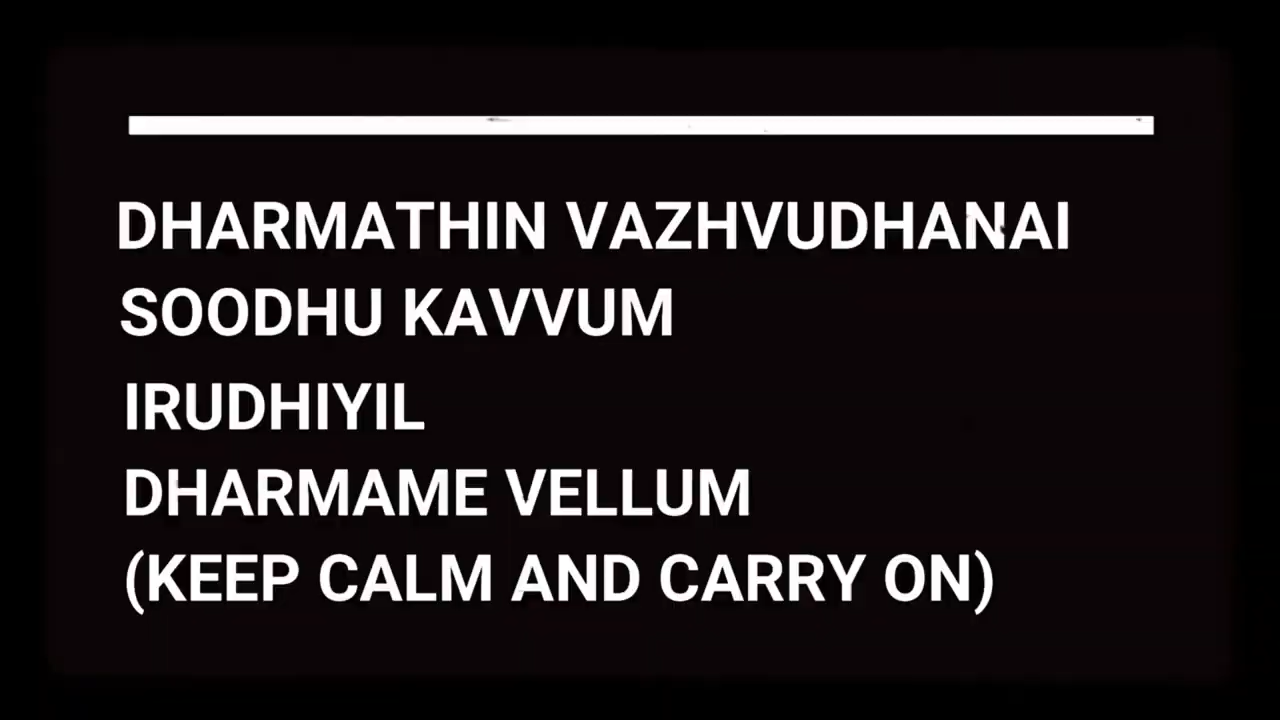 DHARMATHIN VAZHVUDHANAI
SOODHU KAVVUM
IRUDHIYIL
DHARMAME VELLUM
(KEEP CALM AND CARRY ON)